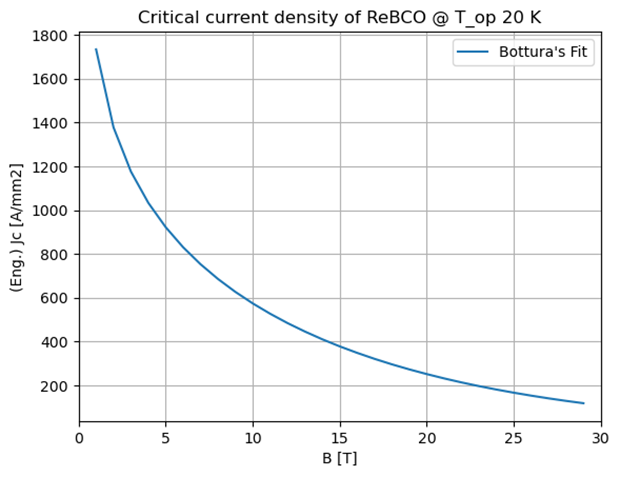 Critical current density of ReBCO @ T_op 20 K
Bottura's Fit
(Eng.) Jc [A/mm2]
1800
1600
1400
1200
1000
800
600
400
200
0 5 10 15 20 25 30
B [T]